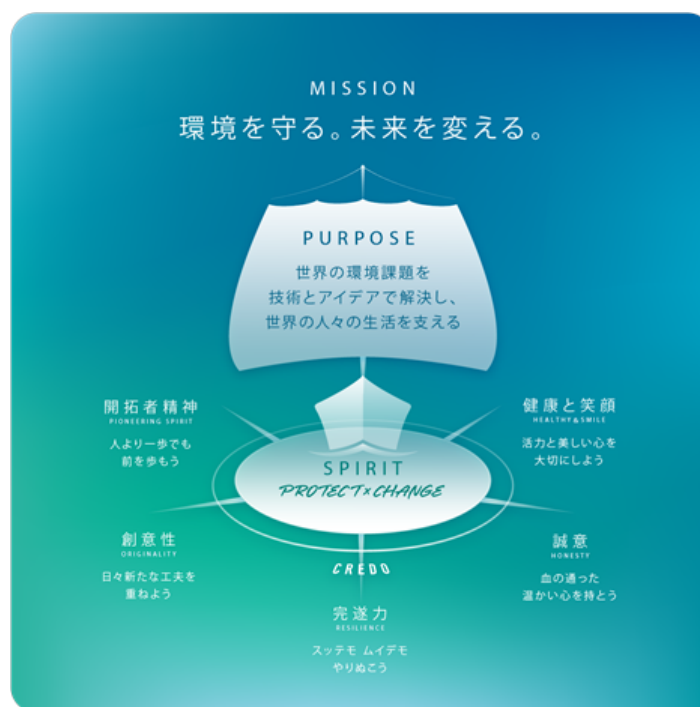 MISSION
環境を守る。未来を変える。
PURPOSE
世界の環境課題を
技術とアイデアで解決し、
世界の人々の生活を支える
開拓者精神
PIONEERING SPIRIT
人より一歩でも
前を歩もう
健康と笑顔
HEALTHY&SMILE
活力と美しい心を
大切にしよう
SPIRIT
PROTECT×CHANGE
創意性
ORIGINALITY
日々新たな工夫を
重ねよう
誠意
HONESTY
血の通った
温かい心を持とう
CREDO
完遂力
RESILIENCE
スッテモ ムイデモ
やりぬこう